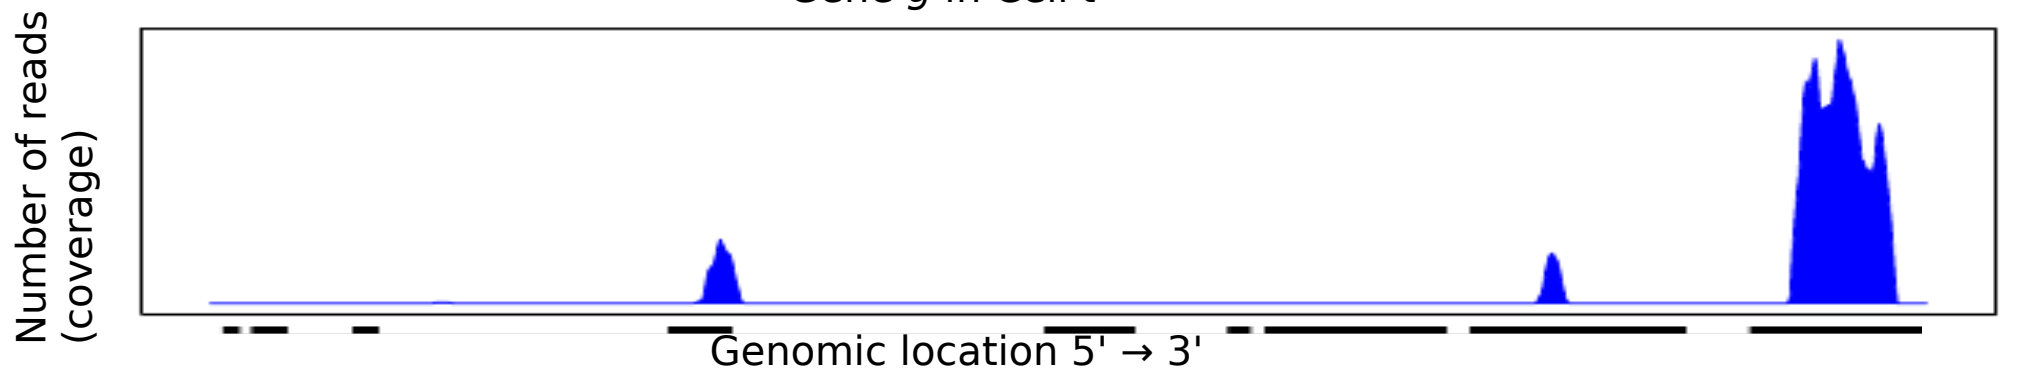 Number of reads
(coverage)
Genomic location 5' → 3'